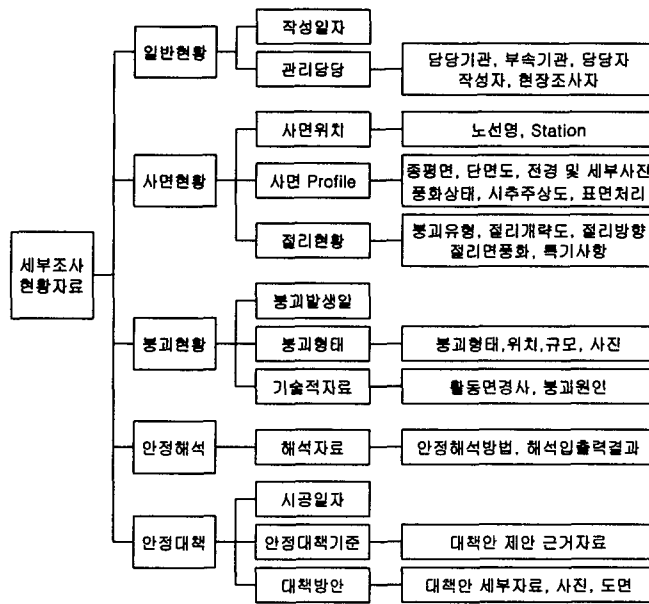 세부조사
현황자료
일반현황
작성일자
관리담당
담당기관, 부속기관, 담당자
작성자, 현장조사자
사면현황
사면위치
노선명, Station
사면 Profile
종평면, 단면도, 전경 및 세부사진
풍화상태, 시추주상도, 표면처리
절리현황
붕괴유형, 절리개략도, 절리방향
절리면풍화, 특기사항
붕괴현황
붕괴발생일
붕괴형태
붕괴형태,위치,규모, 사진
기술적자료
활동면경사, 붕괴원인
안정해석
해석자료
안정해석방법, 해석입출력결과
안정대책
시공일자
안정대책기준
대책안 제안 근거자료
대책방안
대책안 세부자료, 사진, 도면